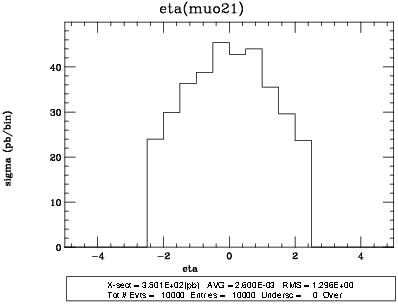 eta(muo21)
40
30
20
10
0
sigma (pb/bin)
−4 −2 0 2 4
eta
X-sect = 3.501E+02(pb) AVG = 2.600E-03 RMS = 1.296E+00
Tot # Evts = 10000 Entries = 10000 Undersc = 0 Over